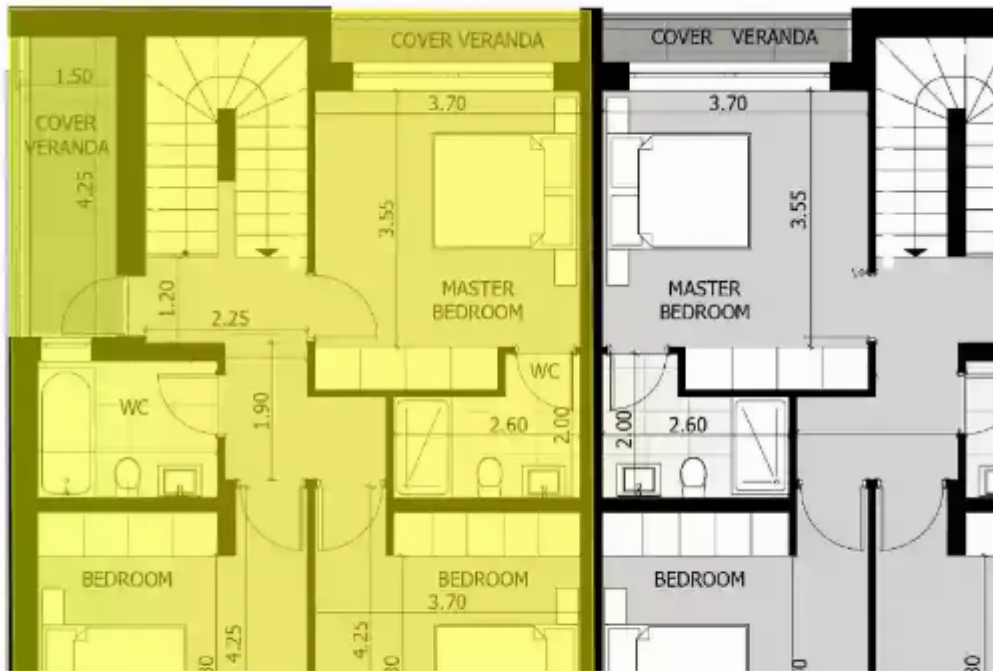 COVER VERANDA
COVER VERANDA
1.50
3.70
3.70
COVER
VERANDA
4.25
3.55
3.55
MASTER
BEDROOM
MASTER
BEDROOM
1.20
2.25
WC
WC
1.90
2.60
2.00
2.00
2.60
BEDROOM
BEDROOM
BEDROOM
3.70
4.25
4.25